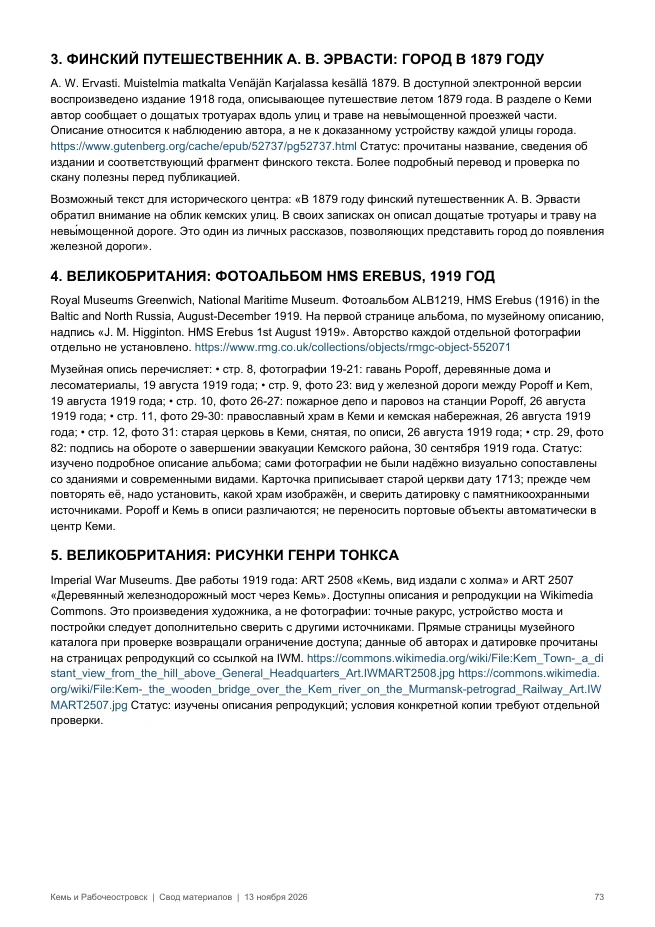 3. ФИНСКИЙ ПУТЕШЕСТВЕННИК А. В. ЭРВАСТИ: ГОРОД В 1879 ГОДУ
A. W. Ervasti. Muistelmia matkalta Venäjän Karjalassa kesällä 1879. В доступной электронной версии
воспроизведено издание 1918 года, описывающее путешествие летом 1879 года. В разделе о Кеми
автор сообщает о дощатых тротуарах вдоль улиц и траве на невы́мощенной проезжей части.
Описание относится к наблюдению автора, а не к доказанному устройству каждой улицы города.
https://www.gutenberg.org/cache/epub/52737/pg52737.html Статус: прочитаны название, сведения об
издании и соответствующий фрагмент финского текста. Более подробный перевод и проверка по
скану полезны перед публикацией.
Возможный текст для исторического центра: «В 1879 году финский путешественник А. В. Эрвасти
обратил внимание на облик кемских улиц. В своих записках он описал дощатые тротуары и траву на
невы́мощенной дороге. Это один из личных рассказов, позволяющих представить город до появления
железной дороги».
4. ВЕЛИКОБРИТАНИЯ: ФОТОАЛЬБОМ HMS EREBUS, 1919 ГОД
Royal Museums Greenwich, National Maritime Museum. Фотоальбом ALB1219, HMS Erebus (1916) in the
Baltic and North Russia, August-December 1919. На первой странице альбома, по музейному описанию,
надпись «J. M. Higginton. HMS Erebus 1st August 1919». Авторство каждой отдельной фотографии
отдельно не установлено. https://www.rmg.co.uk/collections/objects/rmgc-object-552071
Музейная опись перечисляет: • стр. 8, фотографии 19-21: гавань Popoff, деревянные дома и
лесоматериалы, 19 августа 1919 года; • стр. 9, фото 23: вид у железной дороги между Popoff и Kem,
19 августа 1919 года; • стр. 10, фото 26-27: пожарное депо и паровоз на станции Popoff, 26 августа
1919 года; • стр. 11, фото 29-30: православный храм в Кеми и кемская набережная, 26 августа 1919
года; • стр. 12, фото 31: старая церковь в Кеми, снятая, по описи, 26 августа 1919 года; • стр. 29, фото
82: подпись на обороте о завершении эвакуации Кемского района, 30 сентября 1919 года. Статус:
изучено подробное описание альбома; сами фотографии не были надёжно визуально сопоставлены
со зданиями и современными видами. Карточка приписывает старой церкви дату 1713; прежде чем
повторять её, надо установить, какой храм изображён, и сверить датировку с памятникоохранными
источниками. Popoff и Кемь в описи различаются; не переносить портовые объекты автоматически в
центр Кеми.
5. ВЕЛИКОБРИТАНИЯ: РИСУНКИ ГЕНРИ ТОНКСА
Imperial War Museums. Две работы 1919 года: ART 2508 «Кемь, вид издали с холма» и ART 2507
«Деревянный железнодорожный мост через Кемь». Доступны описания и репродукции на Wikimedia
Commons. Это произведения художника, а не фотографии: точные ракурс, устройство моста и
постройки следует дополнительно сверить с другими источниками. Прямые страницы музейного
каталога при проверке возвращали ограничение доступа; данные об авторах и датировке прочитаны
на страницах репродукций со ссылкой на IWM. https://commons.wikimedia.org/wiki/File:Kem_Town-_a_di
stant_view_from_the_hill_above_General_Headquarters_Art.IWMART2508.jpg https://commons.wikimedia.
org/wiki/File:Kem-_the_wooden_bridge_over_the_Kem_river_on_the_Murmansk-petrograd_Railway_Art.IW
MART2507.jpg Статус: изучены описания репродукций; условия конкретной копии требуют отдельной
проверки.
Кемь и Рабочеостровск | Свод материалов | 13 ноября 2026
73